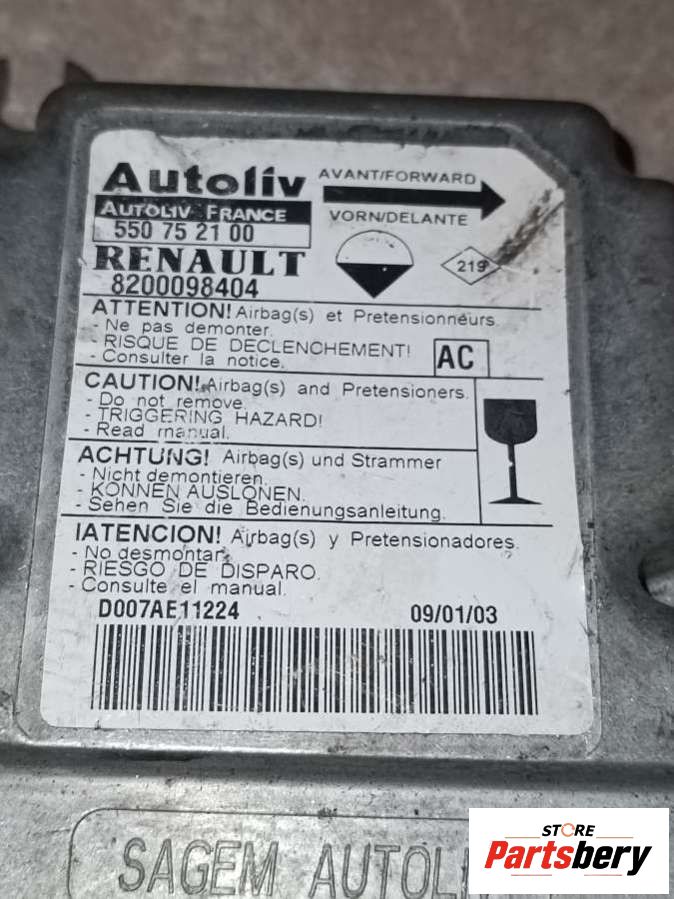 Autoliv
AVANT/FORWARD
AUTOLIV FRANCE
VORN/DELANTE
550 75 21 00
RENAULT
219
8200098404
ATTENTION! Airbag(s) et Pretensionneurs.
- Ne pas demonter.
- RISQUE DE DECLENCHEMENT!
- Consulter la notice.
AC
CAUTION! Airbag(s) and Pretensioners.
- Do not remove.
- TRIGGERING HAZARD!
- Read manual.
ACHTUNG! Airbag(s) und Strammer
- Nicht demontieren.
- KONNEN AUSLONEN.
- Sehen Sie die Bedienungsanleitung.
IATENCION! Airbag(s) y Pretensionadores.
- No desmontar.
- RIESGO DE DISPARO.
- Consulte el manual.
D007AE11224 09/01/03
SAGEM AUTOLI
STORE
Partsbery